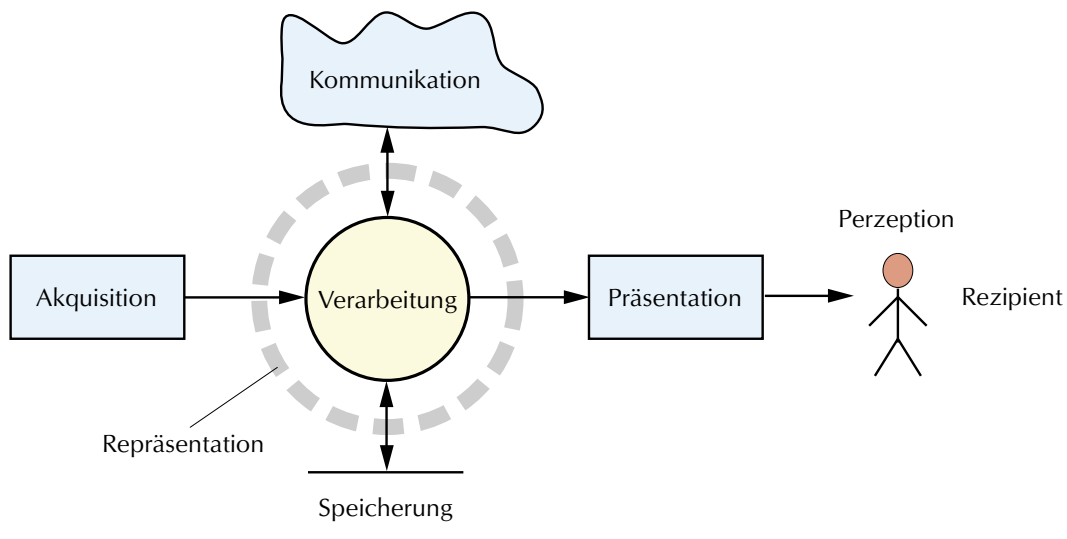 Kommunikation
Perzeption
Akquisition
Verarbeitung
Präsentation
Rezipient
Repräsentation
Speicherung